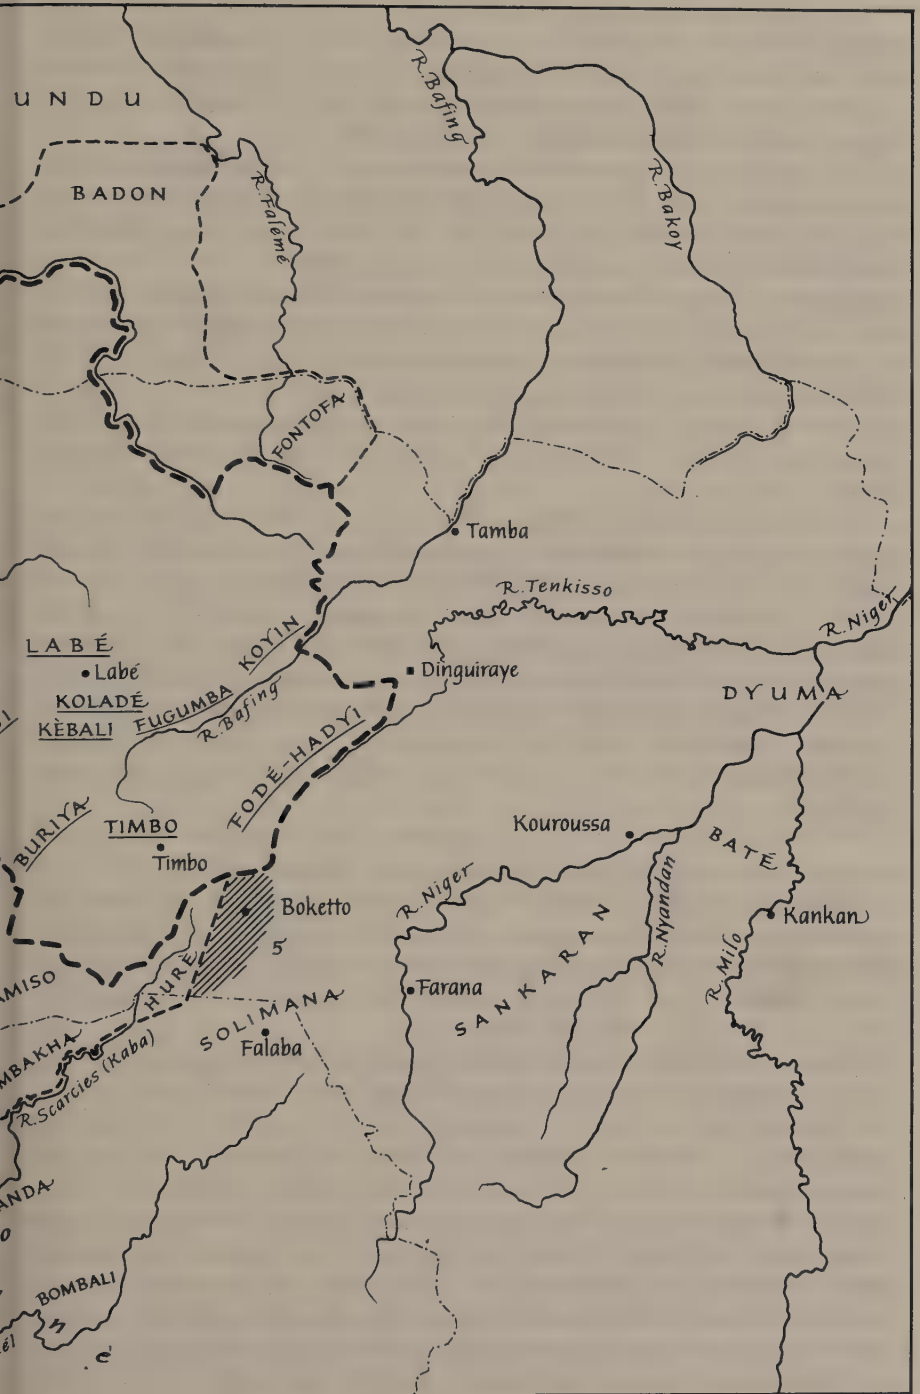 UNDU
R. Bafing
BADON
R. Falémé
R. Bakoy
FONTOFA
Tamba
R. Tenkisso
R. Niger
LABÉ
Labé
KOYIN
Dinguiraye
KOLADÉ
FUGUMBA
DYUMA
KÈBALI
R. Bafing
FODÉ-HADYI
BURIYA
TIMBO
Timbo
Kouroussa
BATÉ
R. Niger
R. Nyandan
Boketto
5
Kankan
SANKARAN
R. Milo
AMISO
HURÉ
Farana
SOLIMANA
Falaba
MBAKHA
R. Scarcies (Kaba)
ANDA
BOMBALI
él